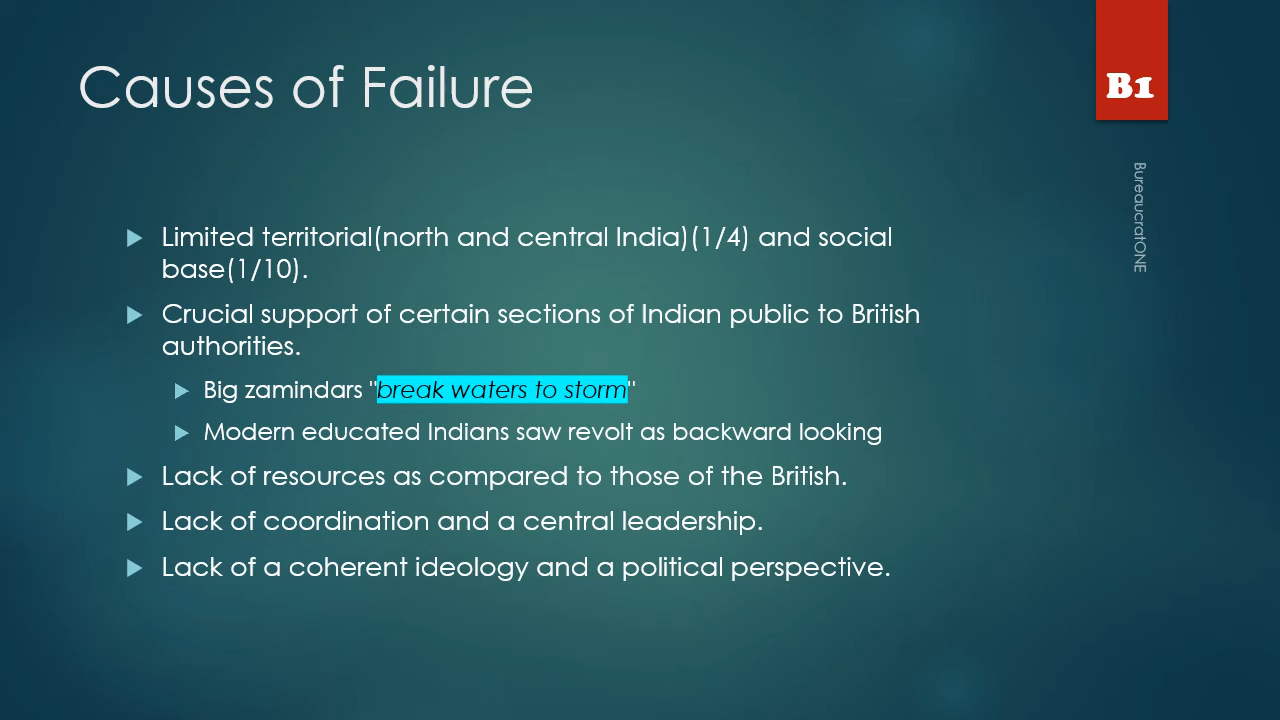 Causes of Failure
B1
BureaucratONE
Limited territorial(north and central India)(1/4) and social
base(1/10).
Crucial support of certain sections of Indian public to British
authorities.
Big zamindars "break waters to storm"
Modern educated Indians saw revolt as backward looking
Lack of resources as compared to those of the British.
Lack of coordination and a central leadership.
Lack of a coherent ideology and a political perspective.